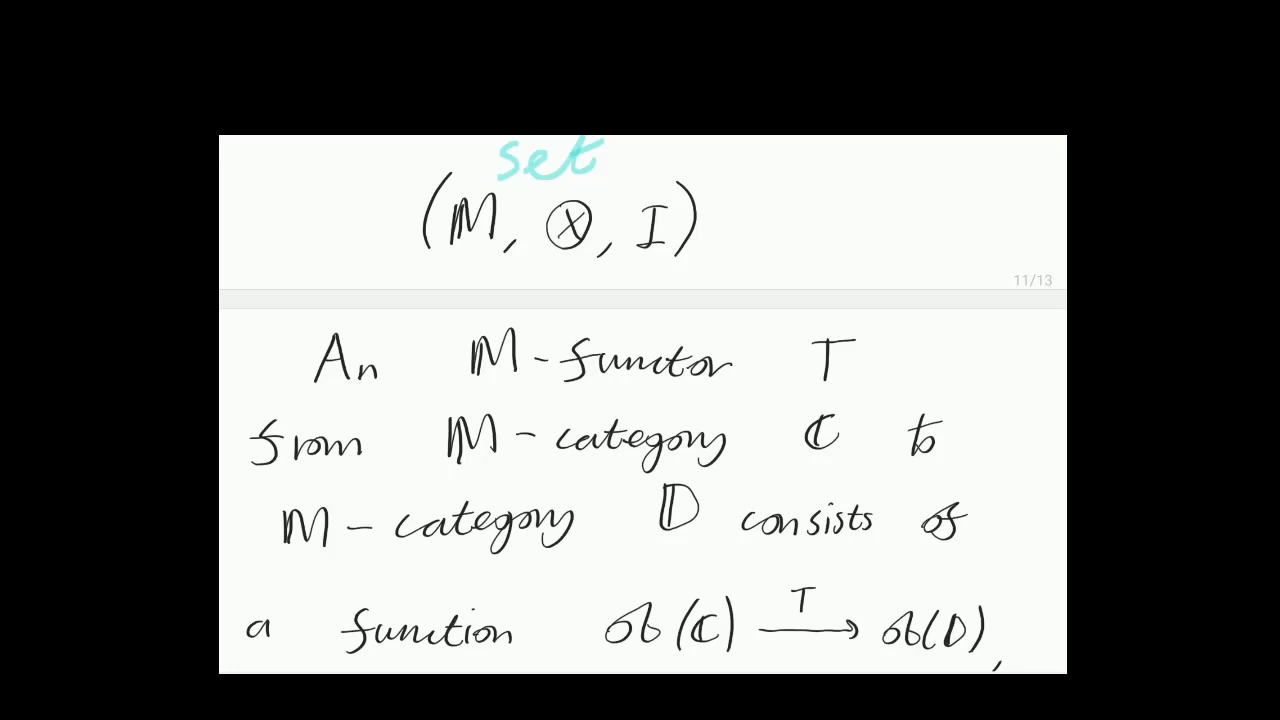 set
(𝕄, ⊗, I)
11/13
An 𝕄-functor T
from 𝕄-category ℂ to
𝕄-category 𝔻 consists of
a function ob(ℂ) →T ob(𝔻),